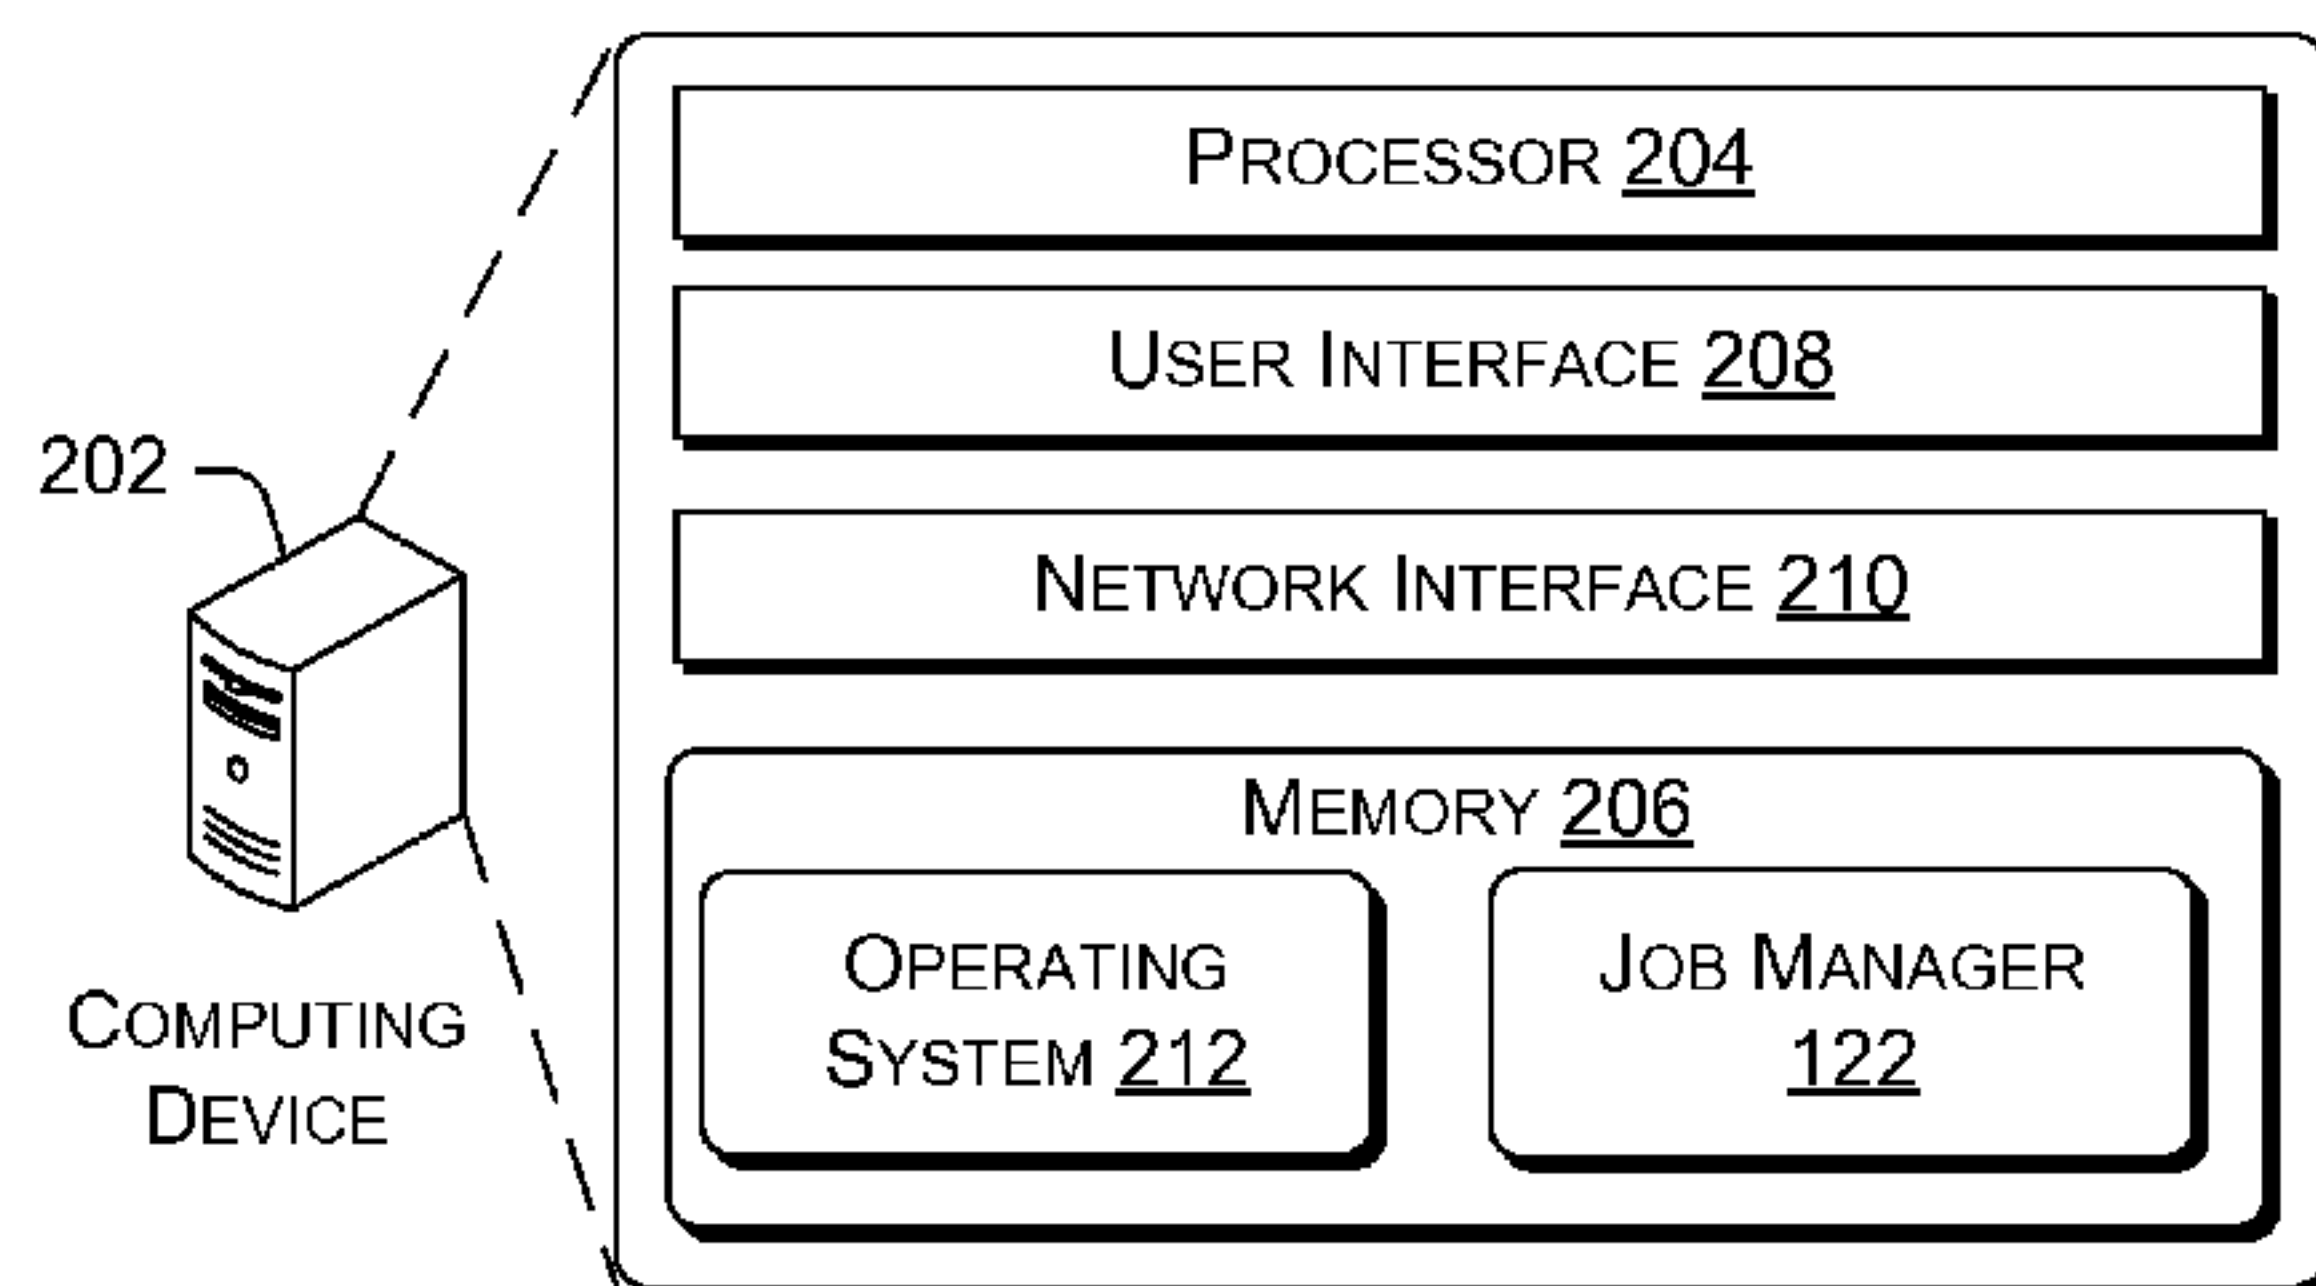 PROCESSOR 204
USER INTERFACE 208
202
NETWORK INTERFACE 210
MEMORY 206
OPERATING
SYSTEM 212
JOB MANAGER
122
COMPUTING
DEVICE